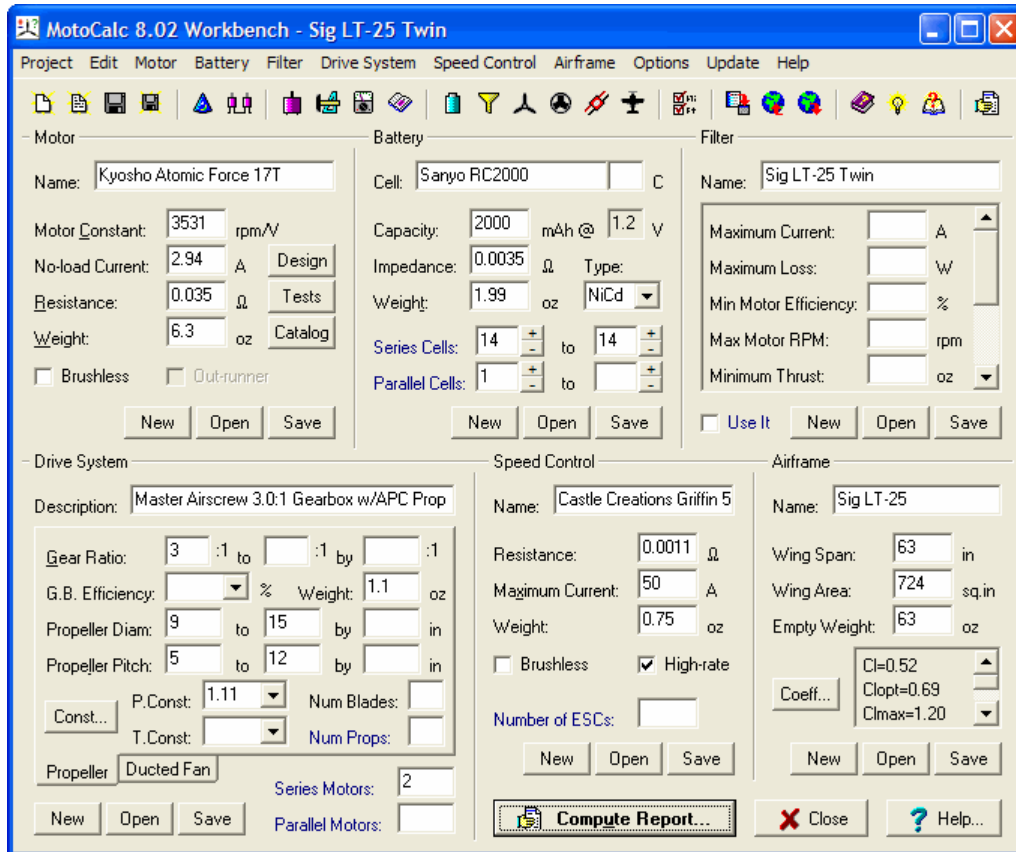 MotoCalc 8.02 Workbench - Sig LT-25 Twin
Project Edit Motor Battery Filter Drive System Speed Control Airframe Options Update Help
Motor
Name: Kyosho Atomic Force 17T
Motor Constant: 3531 rpm/V
No-load Current: 2.94 A Design
Resistance: 0.035 Ω Tests
Weight: 6.3 oz Catalog
Brushless Out-runner
New Open Save
Battery
Cell: Sanyo RC2000 C
Capacity: 2000 mAh @ 1.2 V
Impedance: 0.0035 Ω Type:
Weight: 1.99 oz NiCd
Series Cells: 14 to 14
Parallel Cells: 1 to
New Open Save
Filter
Name: Sig LT-25 Twin
Maximum Current: A
Maximum Loss: W
Min Motor Efficiency: %
Max Motor RPM: rpm
Minimum Thrust: oz
Use It New Open Save
Drive System
Description: Master Airscrew 3.0:1 Gearbox w/APC Prop
Gear Ratio: 3 :1 to :1 by :1
G.B. Efficiency: % Weight: 1.1 oz
Propeller Diam: 9 to 15 by in
Propeller Pitch: 5 to 12 by in
Const... P.Const: 1.11 Num Blades:
T.Const: Num Props:
Propeller Ducted Fan
Series Motors: 2
New Open Save Parallel Motors:
Speed Control
Name: Castle Creations Griffin 5
Resistance: 0.0011 Ω
Maximum Current: 50 A
Weight: 0.75 oz
Brushless High-rate
Number of ESCs:
New Open Save
Airframe
Name: Sig LT-25
Wing Span: 63 in
Wing Area: 724 sq.in
Empty Weight: 63 oz
Coeff... Cl=0.52
Clopt=0.69
Clmax=1.20
New Open Save
Compute Report... Close Help...